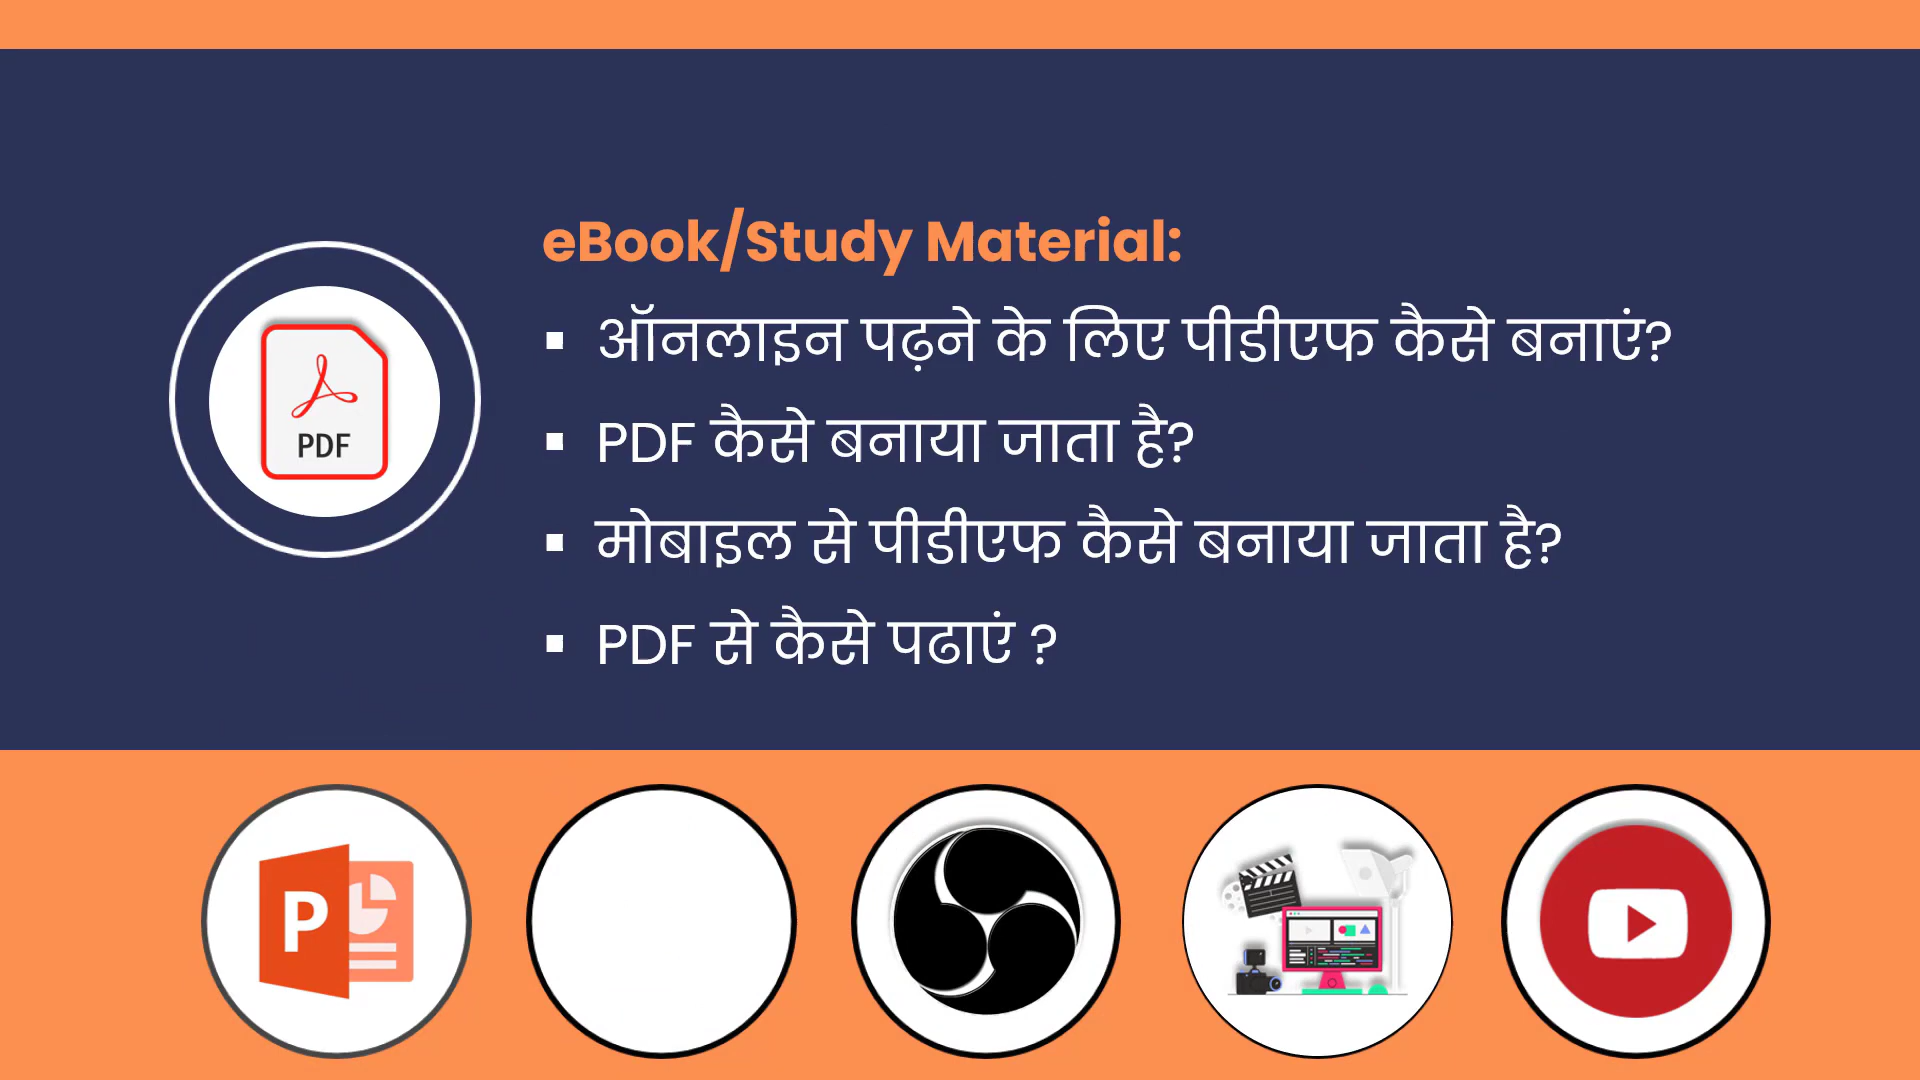 eBook/Study Material:
ऑनलाइन पढ़ने के लिए पीडीएफ कैसे बनाएं?
PDF
PDF कैसे बनाया जाता है?
मोबाइल से पीडीएफ कैसे बनाया जाता है?
PDF से कैसे पढाएं ?
P